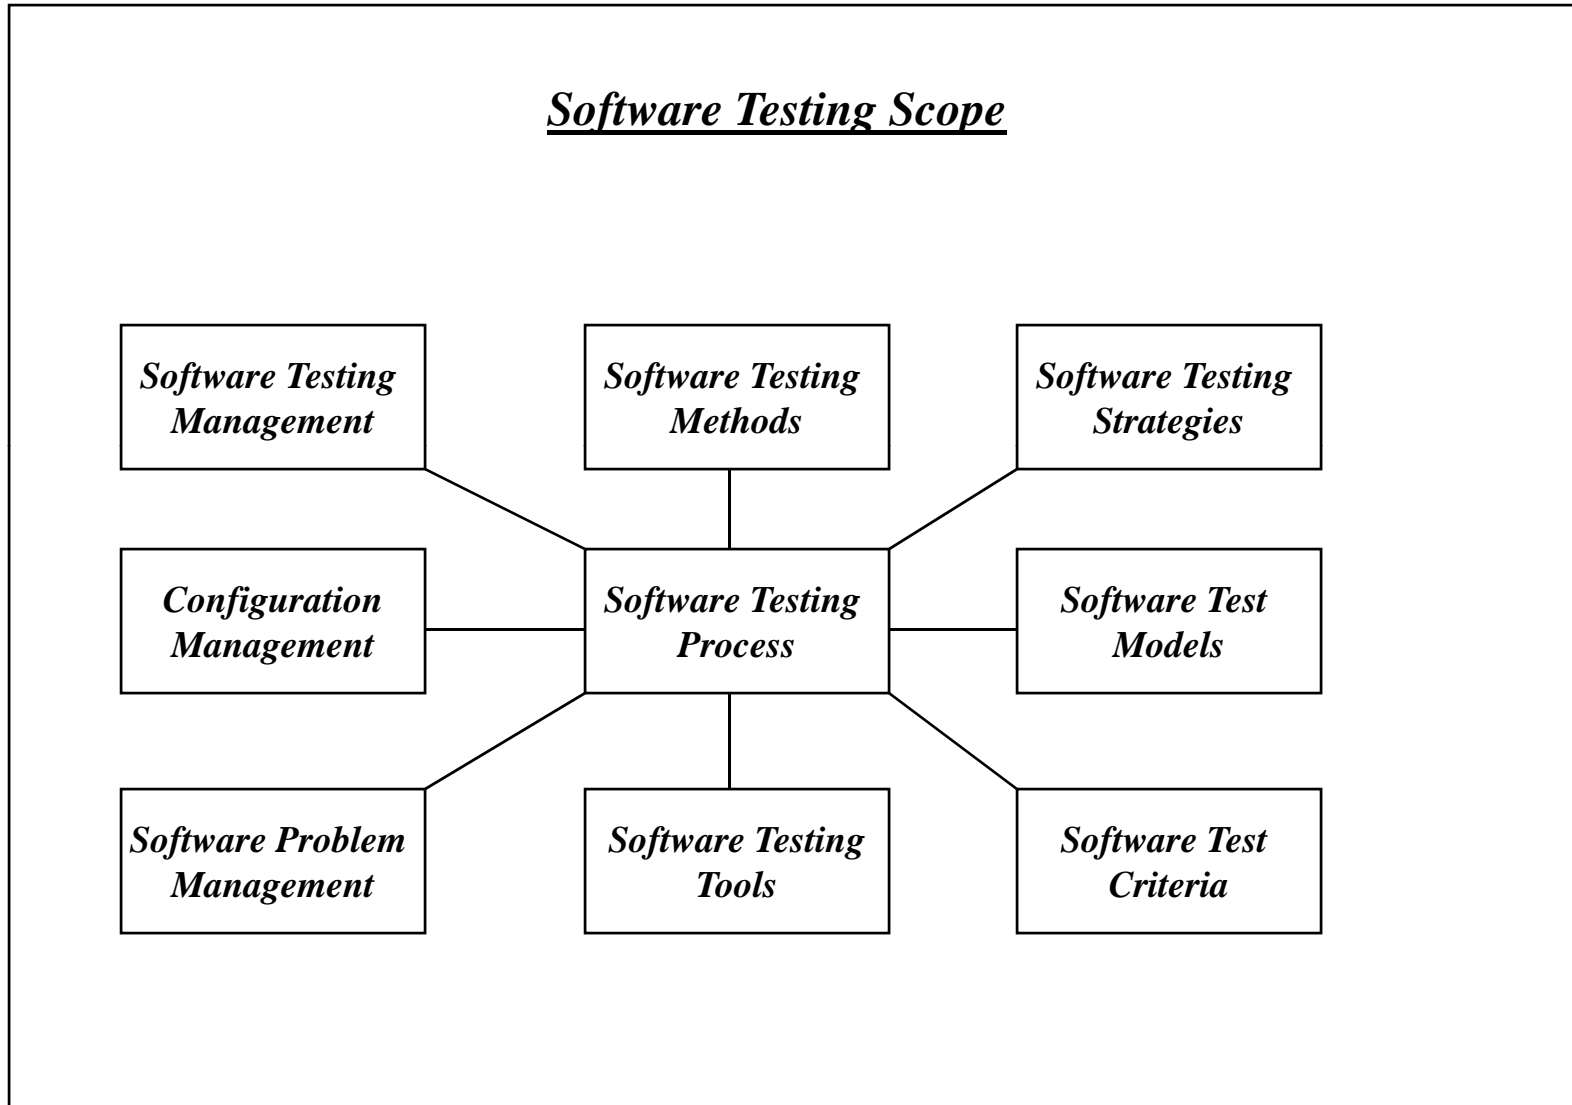 Software Testing Scope
Software Testing
Management
Software Testing
Methods
Software Testing
Strategies
Configuration
Management
Software Testing
Process
Software Test
Models
Software Problem
Management
Software Testing
Tools
Software Test
Criteria